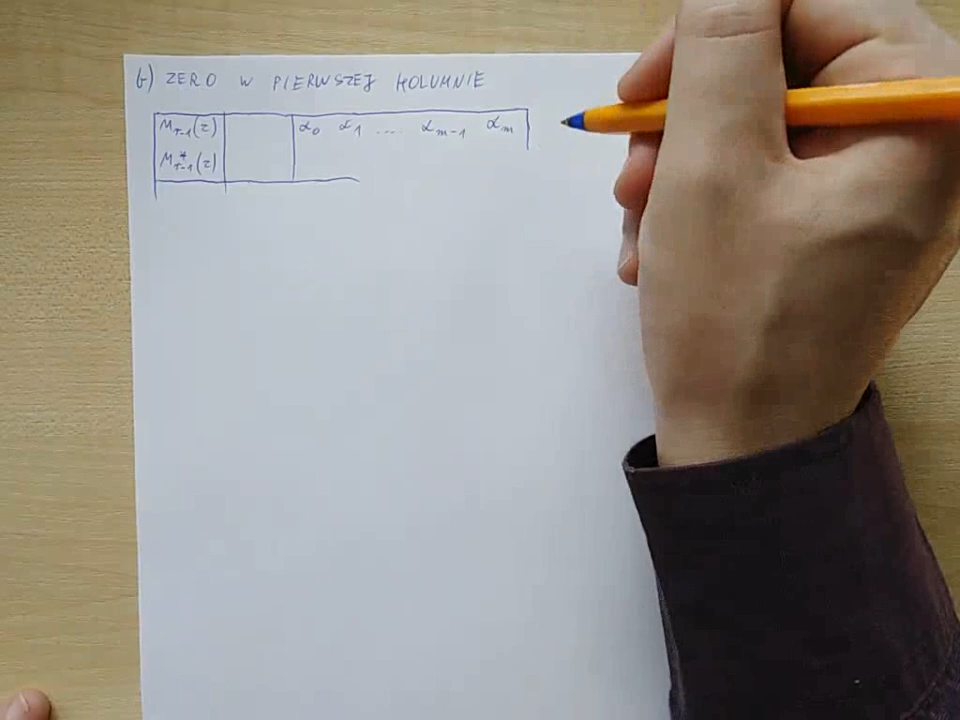 b) ZERO W PIERWSZEJ KOLUMNIE
M_{T-1}(z) α_0 α_1 ... α_{m-1} α_m
M^*_{T-1}(z)